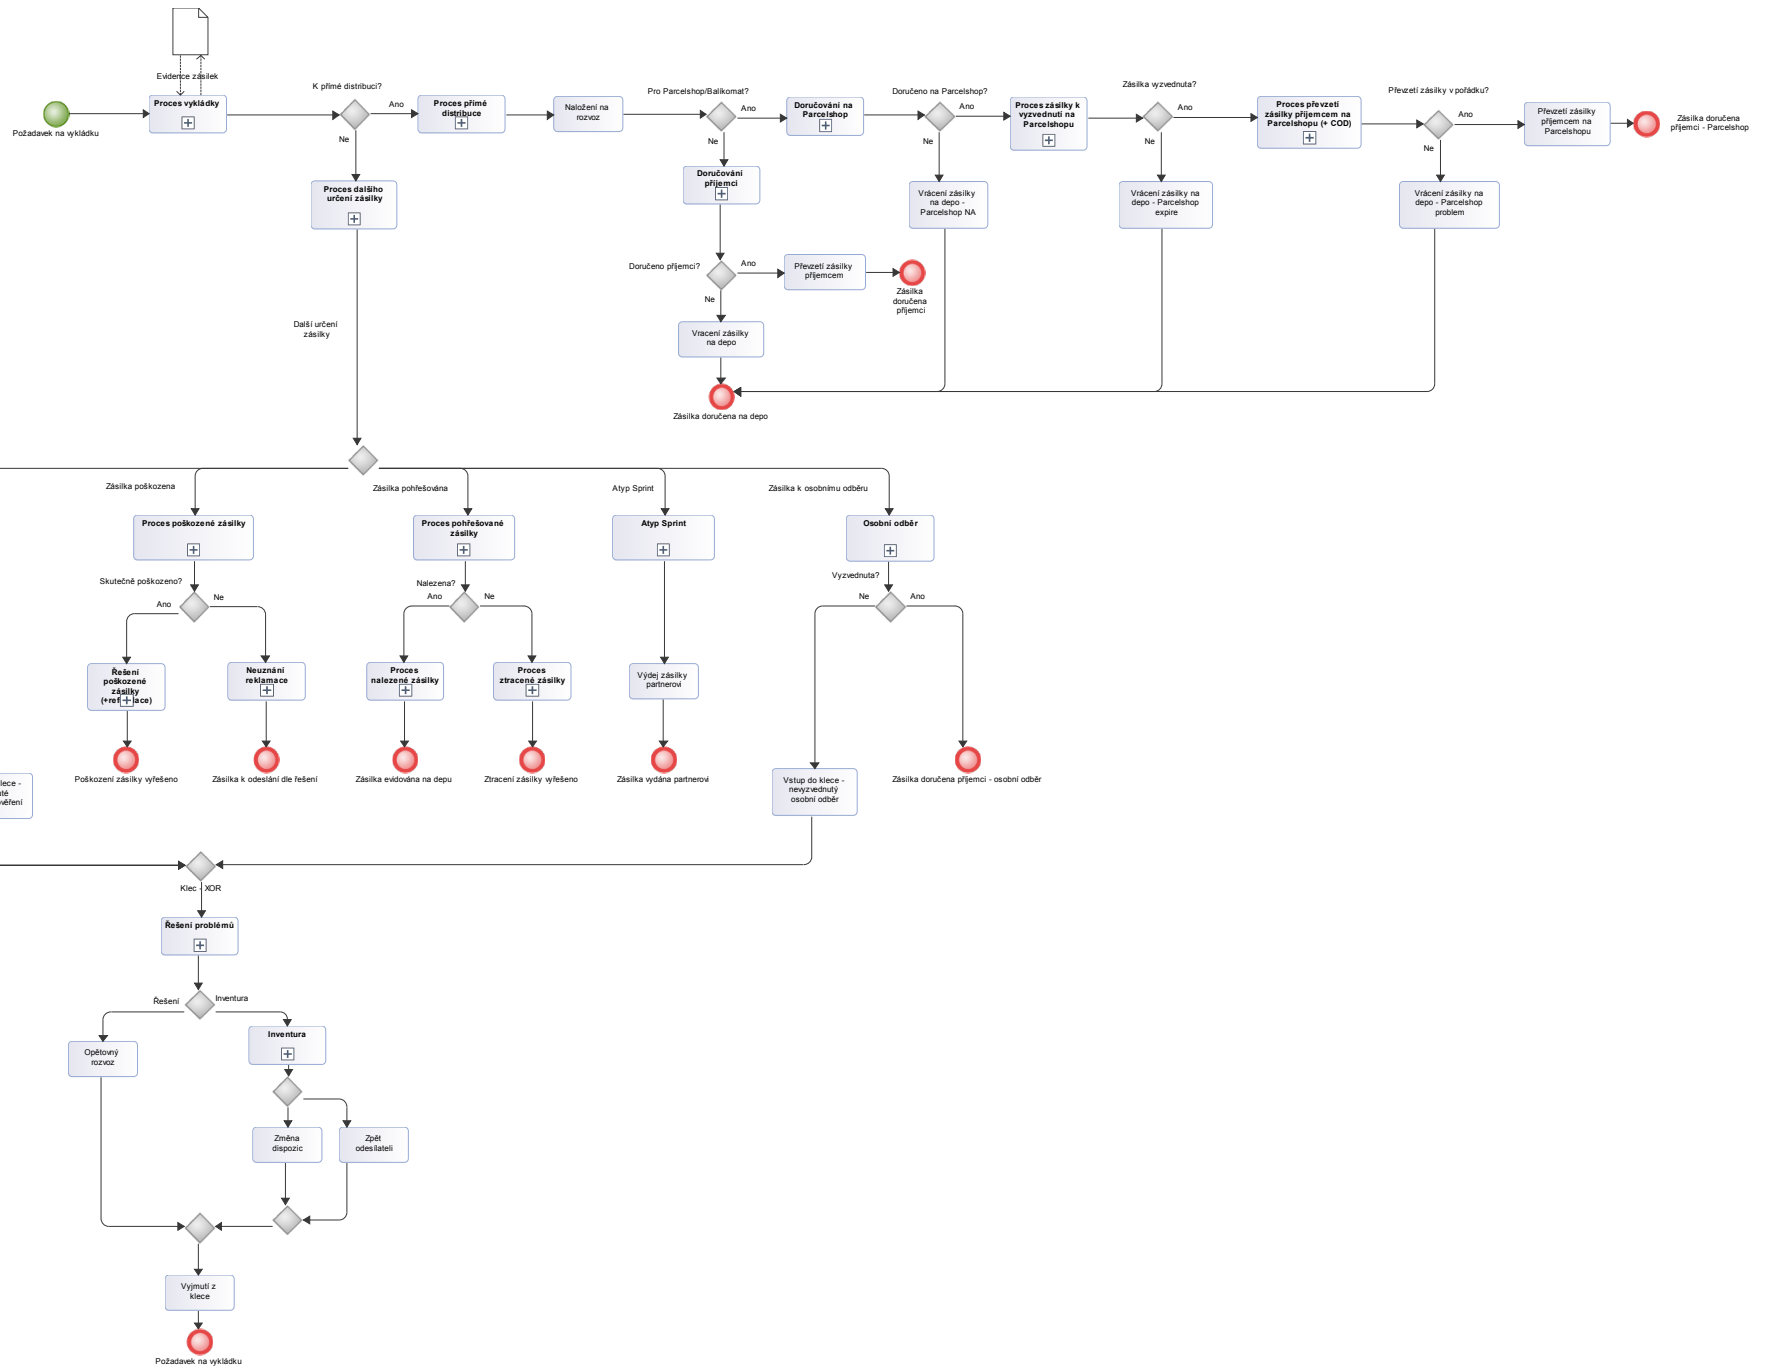 Evidence zásilek
Proces vykládky
Požadavek na vykládku
K přímé distribuci?
Ano
Ne
Proces přímé
distribuce
Naložení na
rozvoz
Pro Parcelshop/Balíkomat?
Ano
Ne
Doručování na
Parcelshop
Doručeno na Parcelshop?
Ano
Ne
Proces zásilky k
vyzvednutí na
Parcelshopu
Zásilka vyzvednuta?
Ano
Ne
Proces převzetí
zásilky příjemcem na
Parcelshopu (+ COD)
Převzetí zásilky v pořádku?
Ano
Ne
Převzetí zásilky
příjemcem na
Parcelshopu
Zásilka doručena
příjemci - Parcelshop
Proces dalšího
určení zásilky
Doručování
příjemci
Vrácení zásilky
na depo -
Parcelshop NA
Vrácení zásilky na
depo - Parcelshop
expire
Vrácení zásilky na
depo - Parcelshop
problem
Doručeno příjemci?
Ano
Ne
Převzetí zásilky
příjemcem
Zásilka
doručena
příjemci
Další určení
zásilky
Vracení zásilky
na depo
Zásilka doručena na depo
Zásilka poškozena
Zásilka pohřešována
Atyp Sprint
Zásilka k osobnímu odběru
Proces poškozené zásilky
Proces pohřešované
zásilky
Atyp Sprint
Osobní odběr
Skutečně poškozeno?
Ano
Ne
Nalezena?
Ano
Ne
Vyzvednuta?
Ne
Ano
Řešení
poškozené
zásilky
Neuznání
reklamace
Proces
nalezené zásilky
Proces
ztracené zásilky
Výdej zásilky
partnerovi
Poškození zásilky vyřešeno
Zásilka k odeslání dle řešení
Zásilka evidována na depu
Ztracení zásilky vyřešeno
Zásilka vydána partnerovi
Vstup do klece -
nevyzvednutý
osobní odběr
Zásilka doručena příjemci - osobní odběr
lece -
uté
věření
Klec - XOR
Řešení problémů
Řešení
Inventura
Inventura
Opětovný
rozvoz
Změna
dispozic
Zpět
odesílateli
Vyjmutí z
klece
Požadavek na vykládku